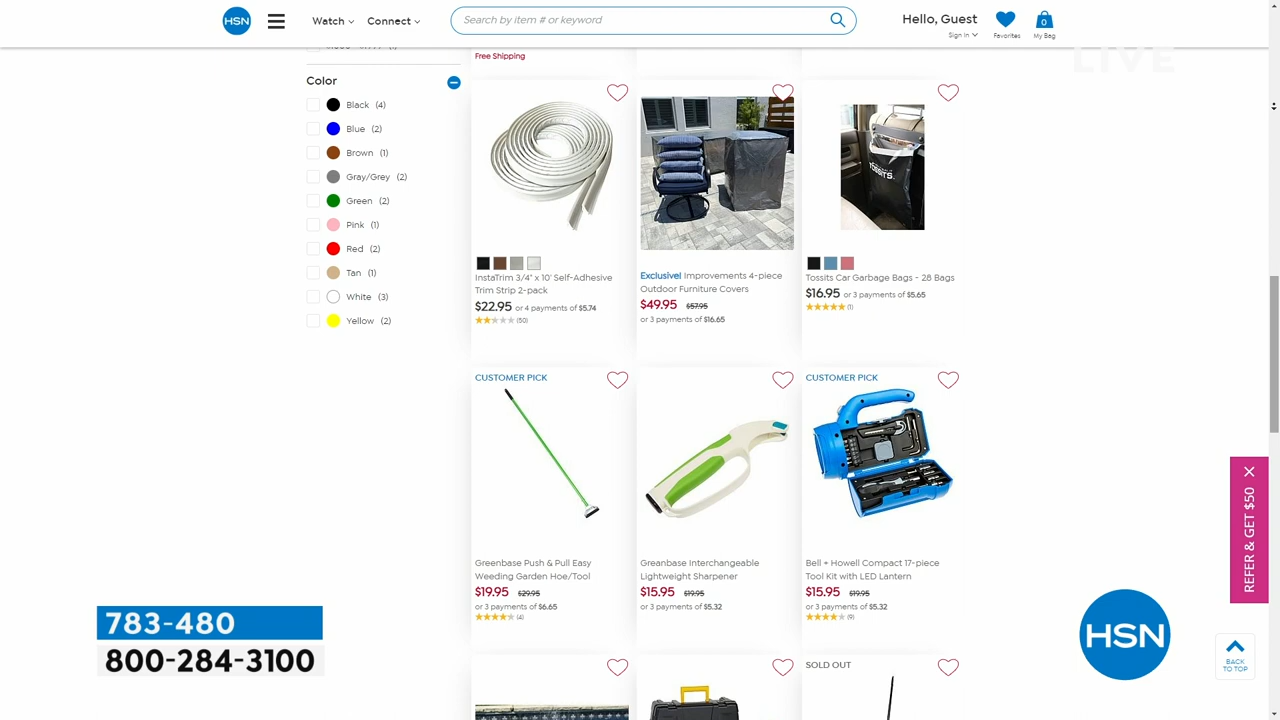 HSN
Watch
Connect
Search by item # or keyword
Hello, Guest
Sign In
Favorites
0
My Bag
LIVE
Free Shipping
Color
Black (4)
Blue (2)
Brown (1)
Gray/Grey (2)
Green (2)
Pink (1)
Red (2)
Tan (1)
White (3)
Yellow (2)
InstaTrim 3/4" x 10' Self-Adhesive
Trim Strip 2-pack
$22.95 or 4 payments of $5.74
(50)
Exclusive! Improvements 4-piece
Outdoor Furniture Covers
$49.95 $57.95
or 3 payments of $16.65
TOSSITS
Tossits Car Garbage Bags - 28 Bags
$16.95 or 3 payments of $5.65
(1)
CUSTOMER PICK
Greenbase Push & Pull Easy
Weeding Garden Hoe/Tool
$19.95 $29.95
or 3 payments of $6.65
(4)
Greanbase Interchangeable
Lightweight Sharpener
$15.95 $19.95
or 3 payments of $5.32
CUSTOMER PICK
Bell + Howell Compact 17-piece
Tool Kit with LED Lantern
$15.95 $19.95
or 3 payments of $5.32
(9)
SOLD OUT
REFER & GET $50
783-480
800-284-3100
HSN
BACK
TO TOP